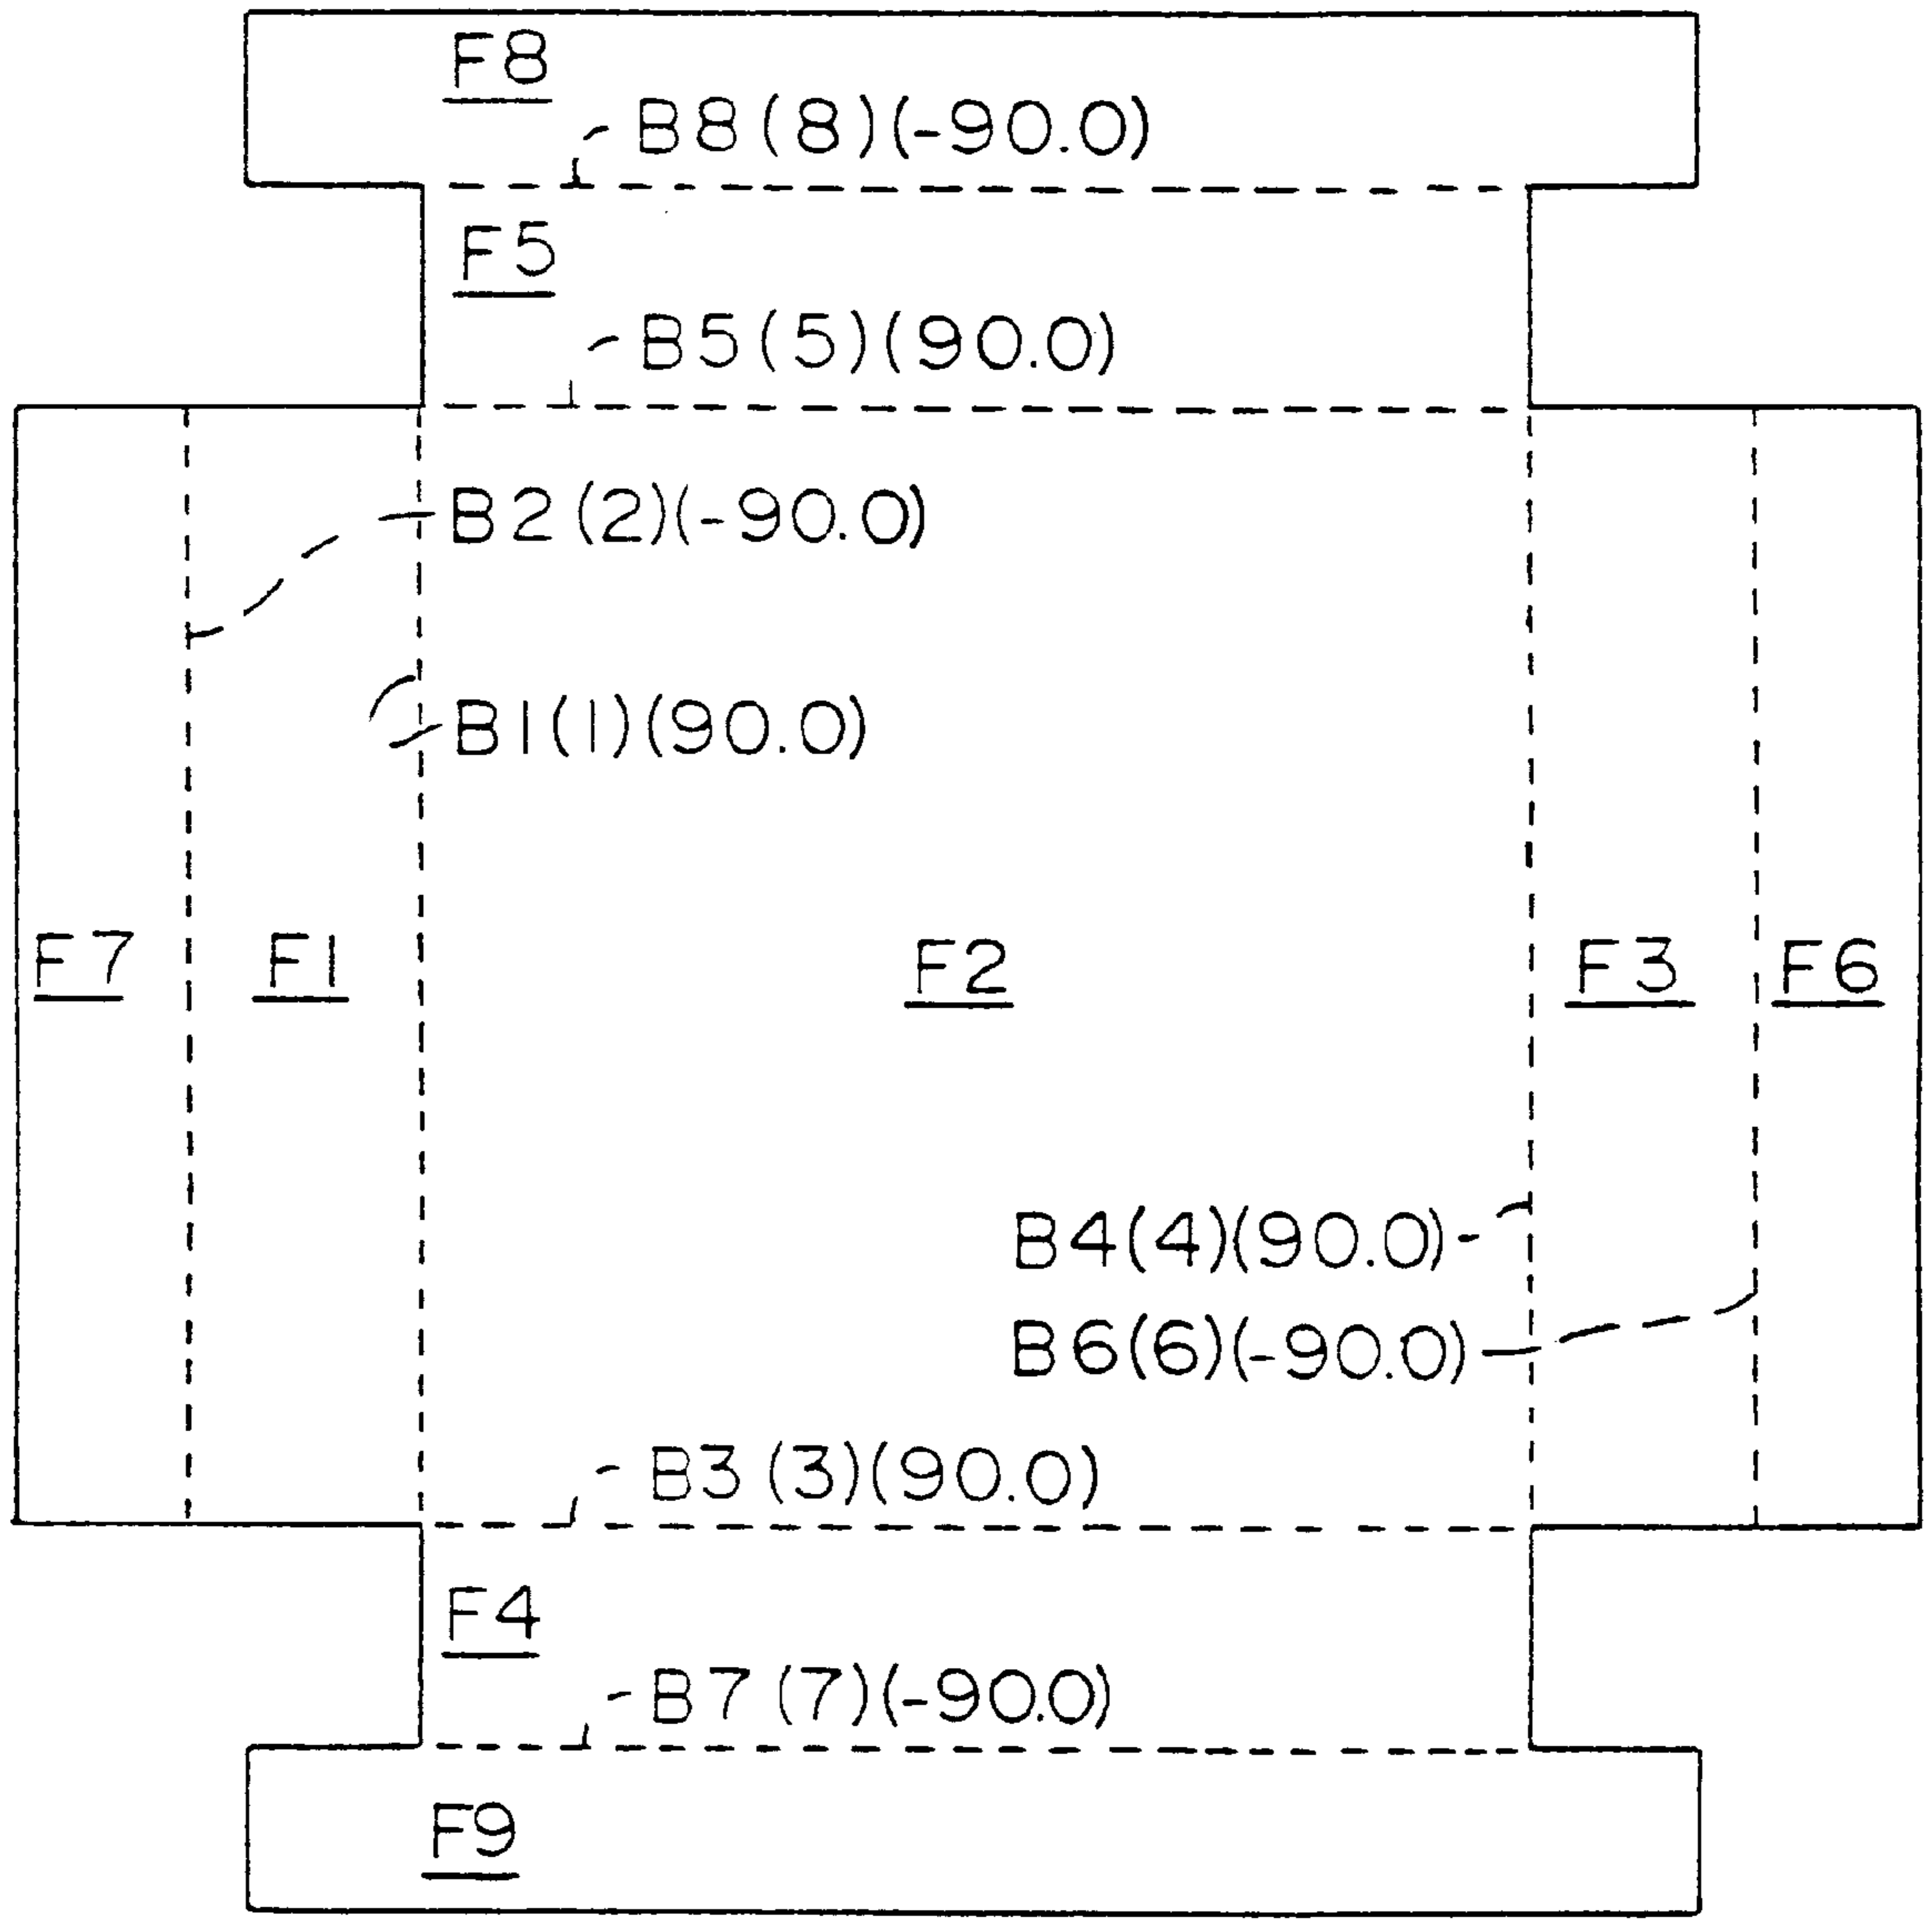 F8
B8(8)(-90.0)
F5
B5(5)(90.0)
B2(2)(-90.0)
B1(1)(90.0)
F7 F1 F2 F3 F6
B4(4)(90.0)
B6(6)(-90.0)
B3(3)(90.0)
F4
B7(7)(-90.0)
F9